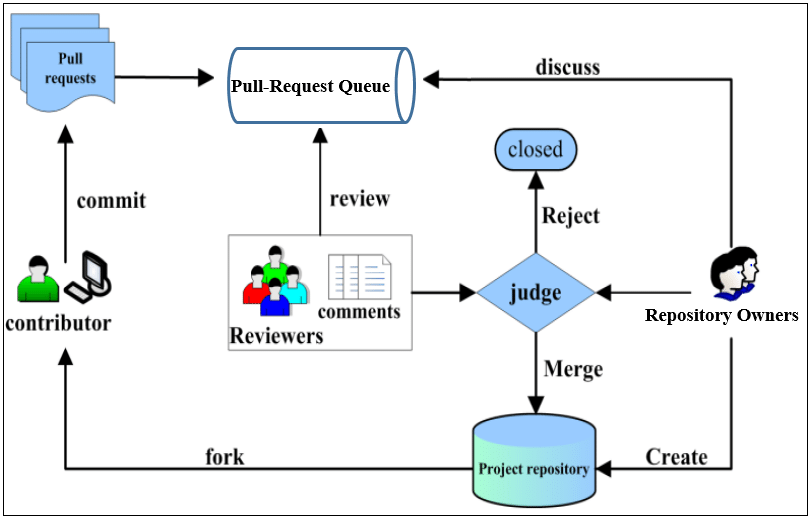 Pull
requests
Pull-Request Queue
discuss
closed
commit
review
Reject
judge
contributor
comments
Reviewers
Repository Owners
Merge
fork
Project repository
Create